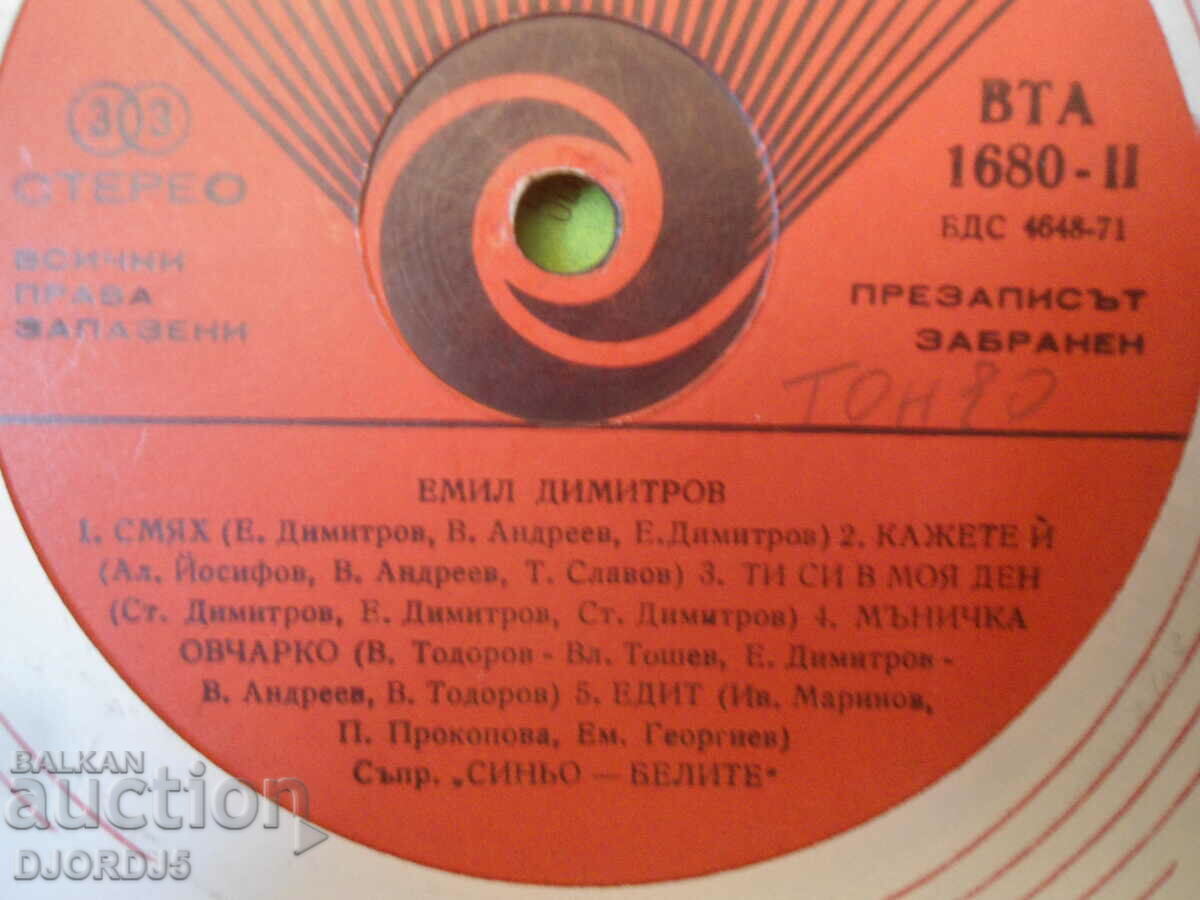 33
СТЕРЕО
ВСИЧКИ
ПРАВА
ЗАПАЗЕНИ
ВТА
1680 - II
БДС 4648-71
ПРЕЗАПИСЪТ
ЗАБРАНЕН
ТОН 80
ЕМИЛ ДИМИТРОВ
1. СМЯХ (Е. Димитров, В. Андреев, Е.Димитров) 2. КАЖЕТЕ Ѝ
(Ал. Йосифов, В. Андреев, Т. Славов) 3. ТИ СИ В МОЯ ДЕН
(Ст. Димитров, Е. Димитров, Ст. Димитров) 4. МЪНИЧКА
ОВЧАРКО (В. Тодоров - Вл. Тошев, Е. Димитров -
В. Андреев, В. Тодоров) 5. ЕДИТ (Ив. Маринов,
П. Прокопова, Ем. Георгиев)
Съпр. „СИНЬО — БЕЛИТЕ"
BALKAN
auction
DJORDJ5